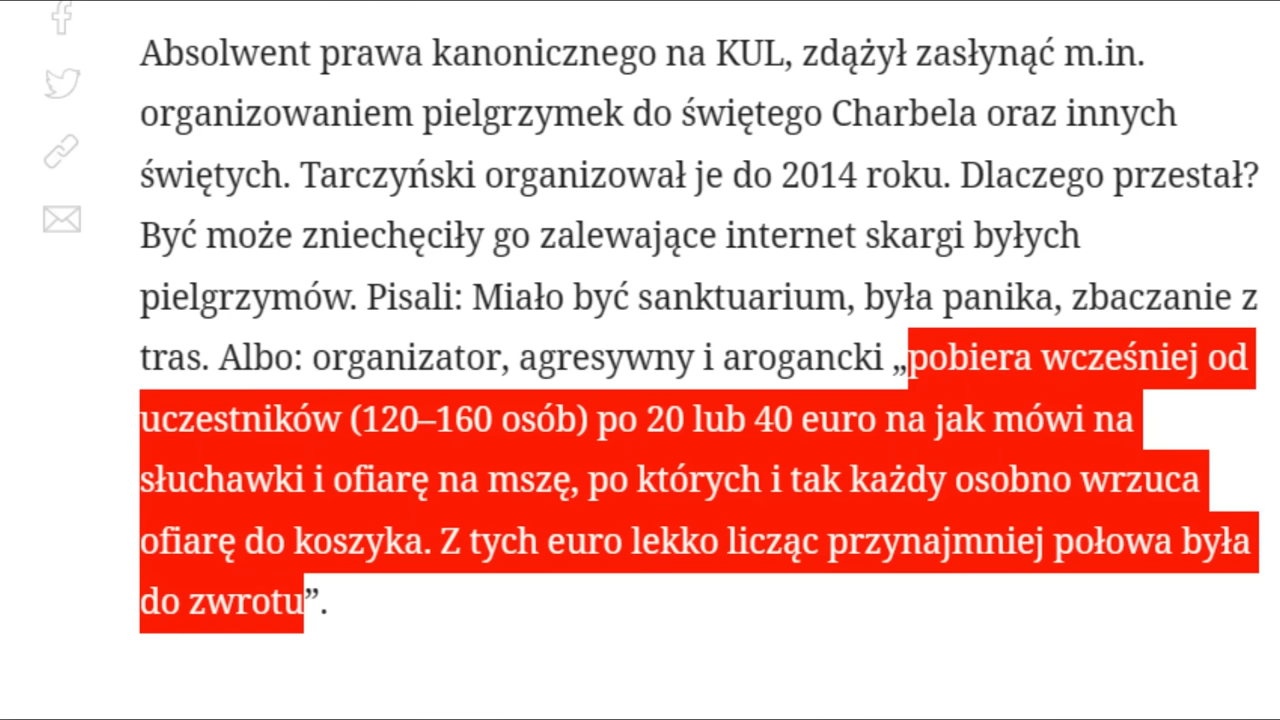 Absolwent prawa kanonicznego na KUL, zdążył zasłynąć m.in.
organizowaniem pielgrzymek do świętego Charbela oraz innych
świętych. Tarczyński organizował je do 2014 roku. Dlaczego przestał?
Być może zniechęciły go zalewające internet skargi byłych
pielgrzymów. Pisali: Miało być sanktuarium, była panika, zbaczanie z
tras. Albo: organizator, agresywny i arogancki „pobiera wcześniej od
uczestników (120–160 osób) po 20 lub 40 euro na jak mówi na
słuchawki i ofiarę na mszę, po których i tak każdy osobno wrzuca
ofiarę do koszyka. Z tych euro lekko licząc przynajmniej połowa była
do zwrotu”.